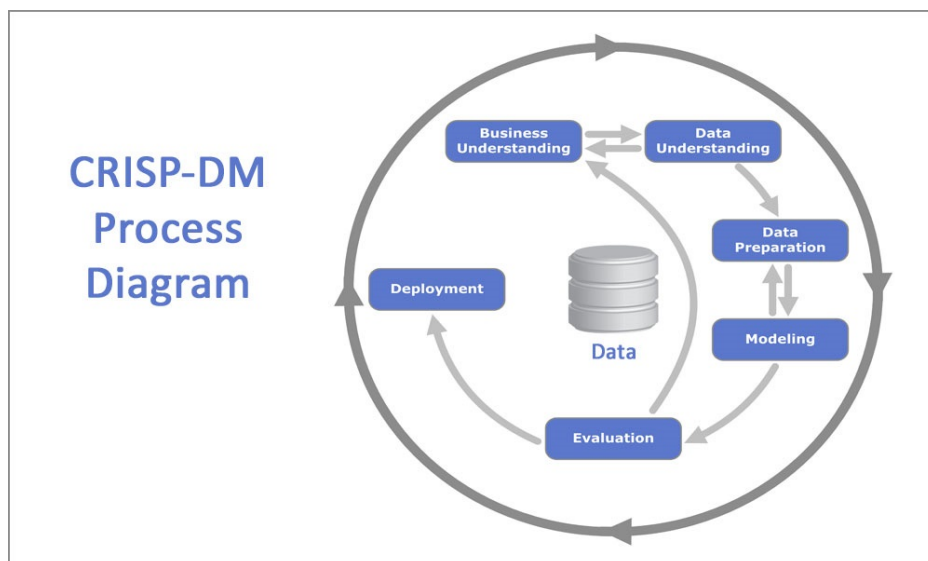 CRISP-DM
Process
Diagram
Business
Understanding
Data
Understanding
Data
Preparation
Modeling
Evaluation
Deployment
Data